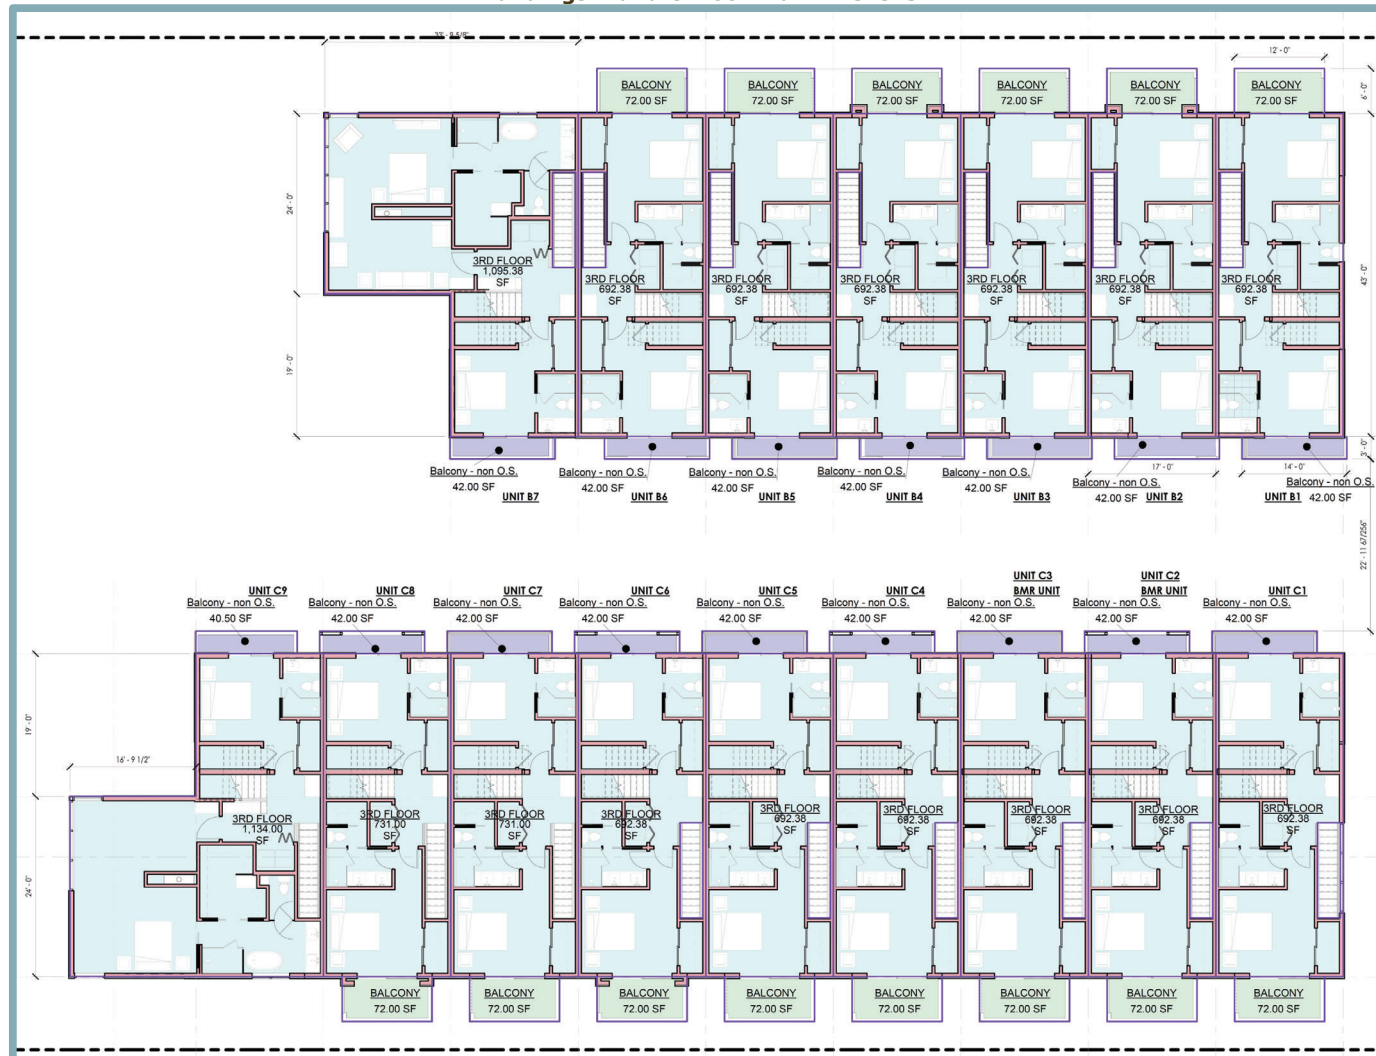 33' - 9 5/8"
12' - 0"
BALCONY
72.00 SF
BALCONY
72.00 SF
BALCONY
72.00 SF
BALCONY
72.00 SF
BALCONY
72.00 SF
BALCONY
72.00 SF
6' - 0"
24' - 0"
43' - 0"
19' - 0"
3' - 0"
3RD FLOOR
1,095.38
SF
W
3RD FLOOR
692.38
SF
3RD FLOOR
692.38
SF
3RD FLOOR
692.38
SF
3RD FLOOR
692.38
SF
3RD FLOOR
692.38
SF
3RD FLOOR
692.38
SF
17' - 0"
14' - 0"
Balcony - non O.S.
42.00 SF
UNIT B7
Balcony - non O.S.
42.00 SF
UNIT B6
Balcony - non O.S.
42.00 SF
UNIT B5
Balcony - non O.S.
42.00 SF
UNIT B4
Balcony - non O.S.
42.00 SF
UNIT B3
Balcony - non O.S.
42.00 SF
UNIT B2
Balcony - non O.S.
UNIT B1 42.00 SF
22' - 11 67/256"
UNIT C9
Balcony - non O.S.
40.50 SF
UNIT C8
Balcony - non O.S.
42.00 SF
UNIT C7
Balcony - non O.S.
42.00 SF
UNIT C6
Balcony - non O.S.
42.00 SF
UNIT C5
Balcony - non O.S.
42.00 SF
UNIT C4
Balcony - non O.S.
42.00 SF
UNIT C3
BMR UNIT
Balcony - non O.S.
42.00 SF
UNIT C2
BMR UNIT
Balcony - non O.S.
42.00 SF
UNIT C1
Balcony - non O.S.
42.00 SF
19' - 0"
16' - 9 1/2"
24' - 0"
3RD FLOOR
1,134.00
SF
W
3RD FLOOR
731.00
SF
3RD FLOOR
731.00
SF
3RD FLOOR
692.38
SF
3RD FLOOR
692.38
SF
3RD FLOOR
692.38
SF
3RD FLOOR
692.38
SF
3RD FLOOR
692.38
SF
3RD FLOOR
692.38
SF
BALCONY
72.00 SF
BALCONY
72.00 SF
BALCONY
72.00 SF
BALCONY
72.00 SF
BALCONY
72.00 SF
BALCONY
72.00 SF
BALCONY
72.00 SF
BALCONY
72.00 SF